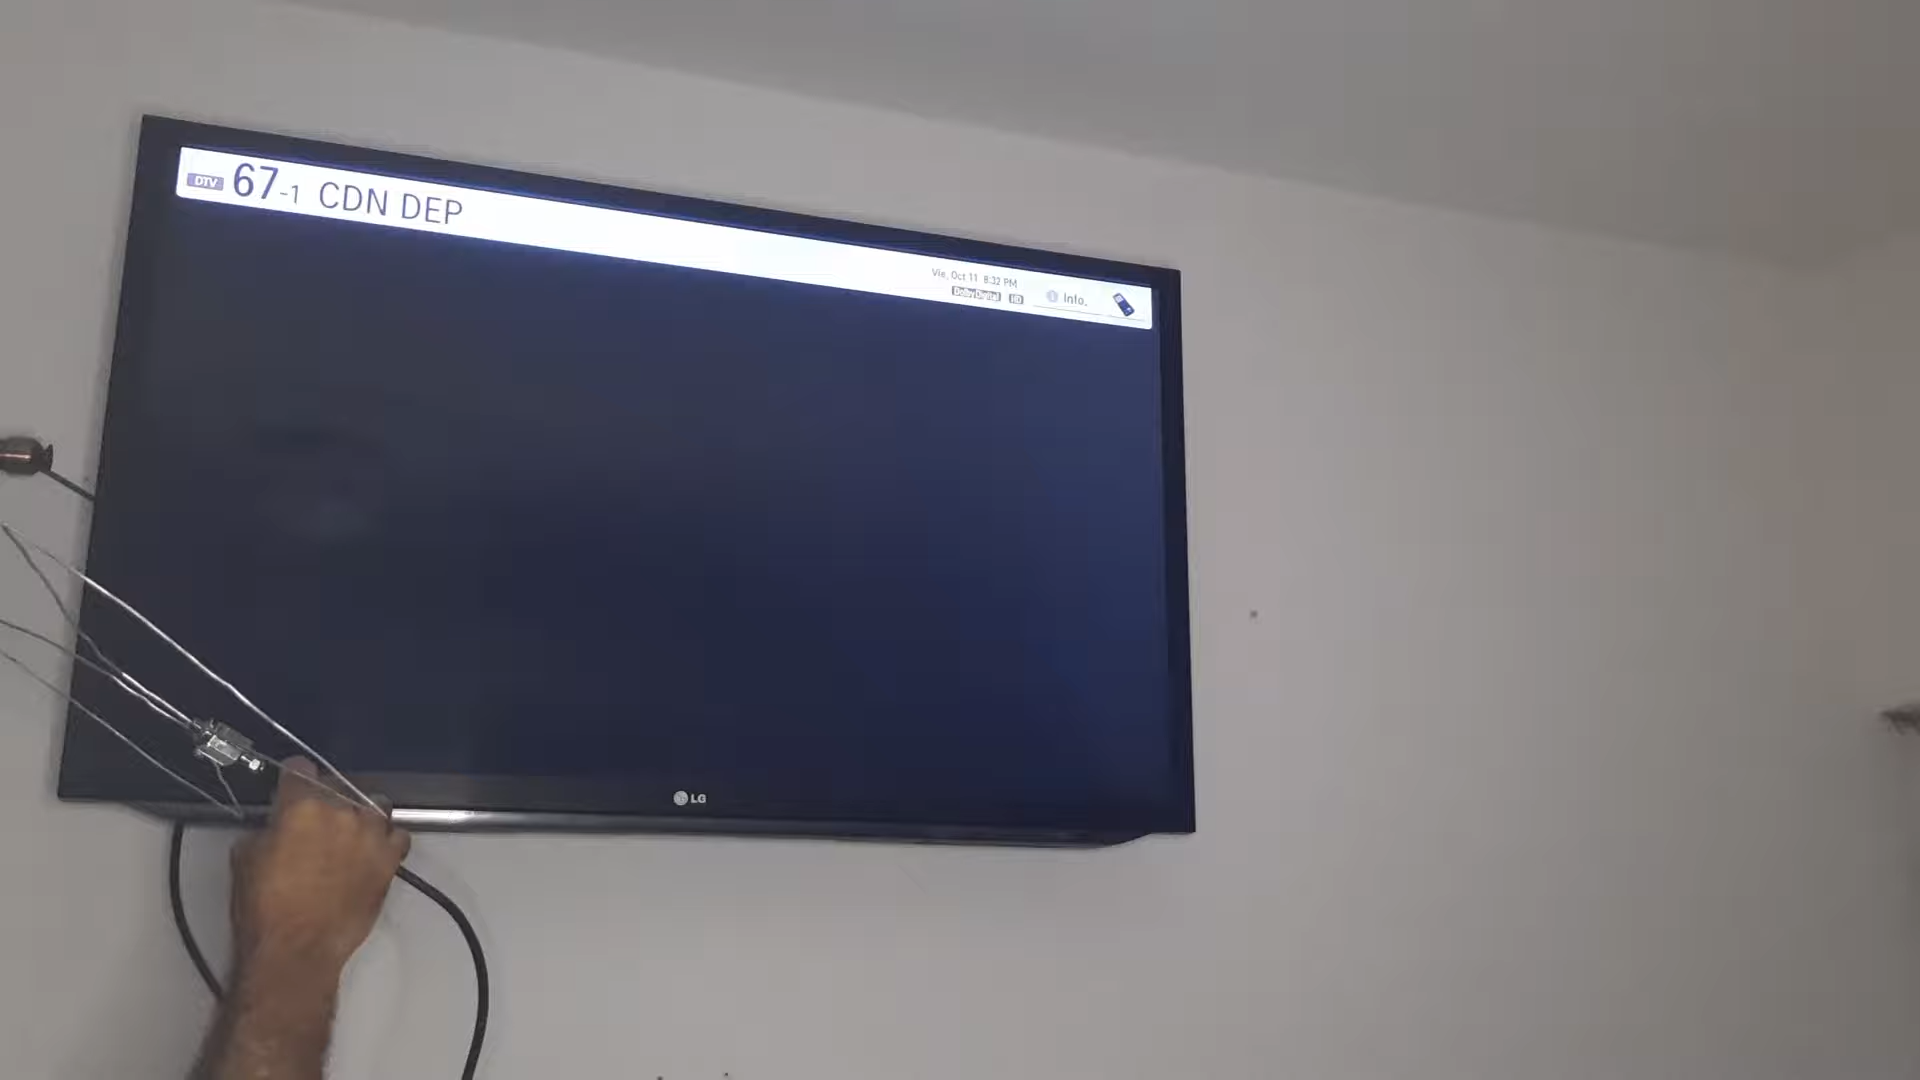 DTV 67-1 CDN DEP
Vie, Oct 11 8:32 PM
Dolby Digital HD
i Info.
LG